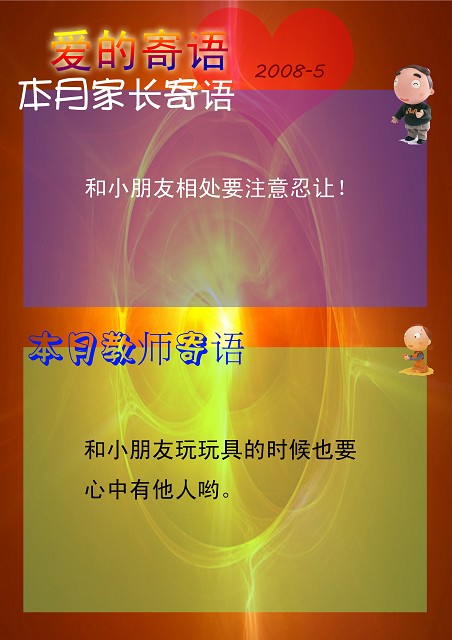 爱的寄语
2008-5
本月家长寄语
和小朋友相处要注意忍让！
本月教师寄语
和小朋友玩玩具的时候也要
心中有他人哟。